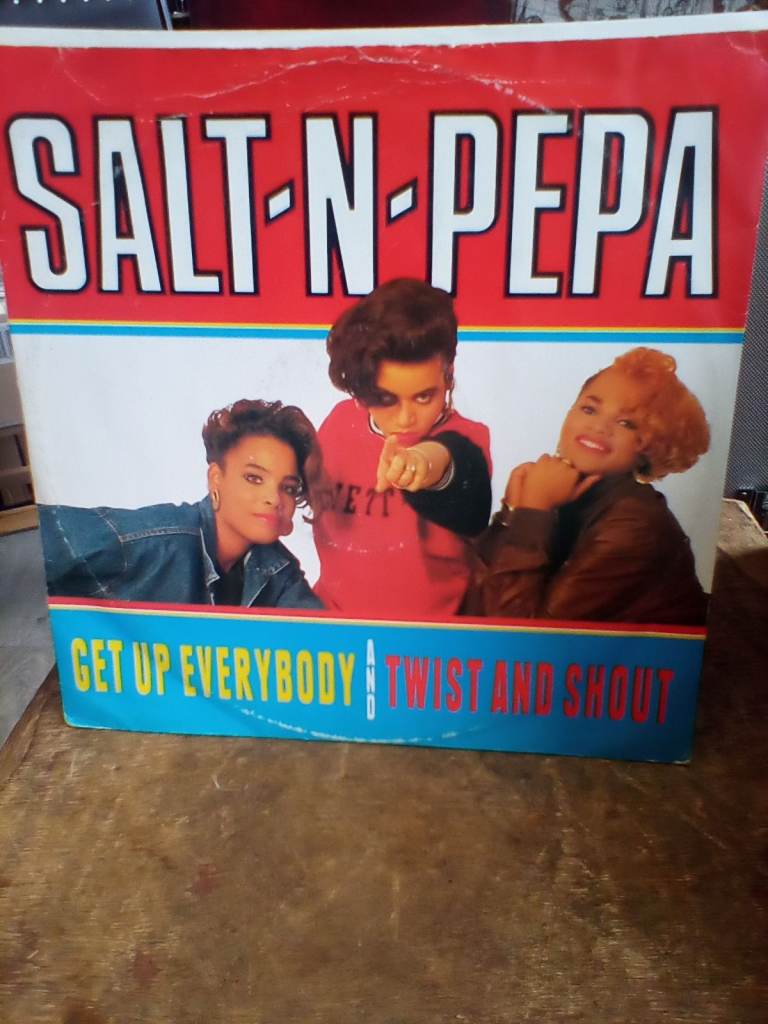 SALT-N-PEPA
GET UP EVERYBODY AND TWIST AND SHOUT